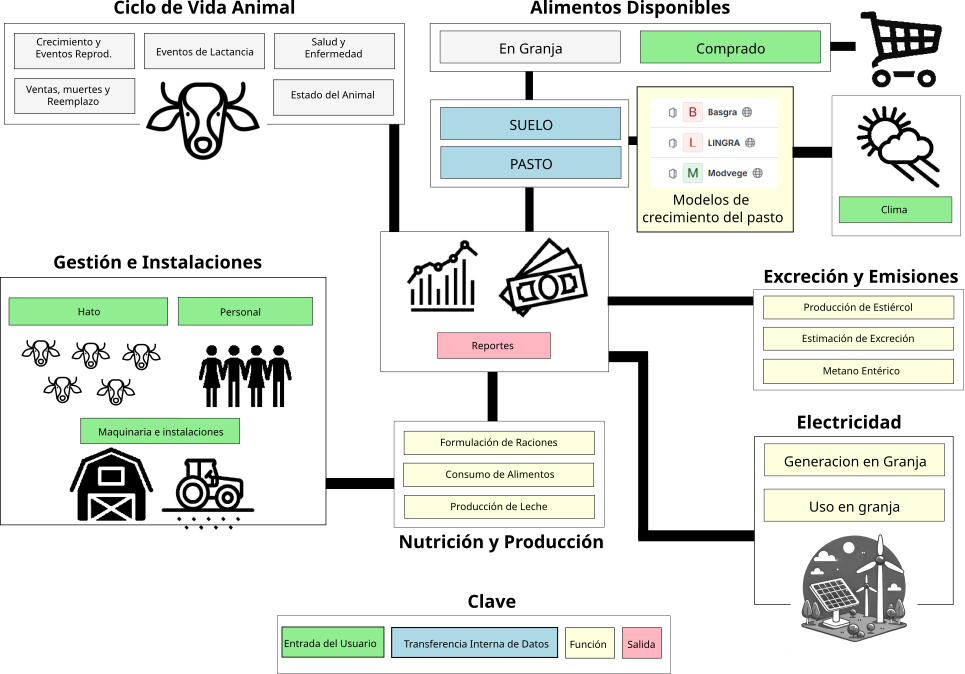 Ciclo de Vida Animal
Crecimiento y
Eventos Reprod.
Eventos de Lactancia
Salud y
Enfermedad
Ventas, muertes y
Reemplazo
Estado del Animal
Alimentos Disponibles
En Granja
Comprado
SUELO
PASTO
B Basgra
L LINGRA
M Modvege
Modelos de
crecimiento del pasto
Clima
Gestión e Instalaciones
Hato
Personal
Maquinaria e instalaciones
Reportes
Excreción y Emisiones
Producción de Estiércol
Estimación de Excreción
Metano Entérico
Formulación de Raciones
Consumo de Alimentos
Producción de Leche
Nutrición y Producción
Electricidad
Generacion en Granja
Uso en granja
Clave
Entrada del Usuario
Transferencia Interna de Datos
Función
Salida